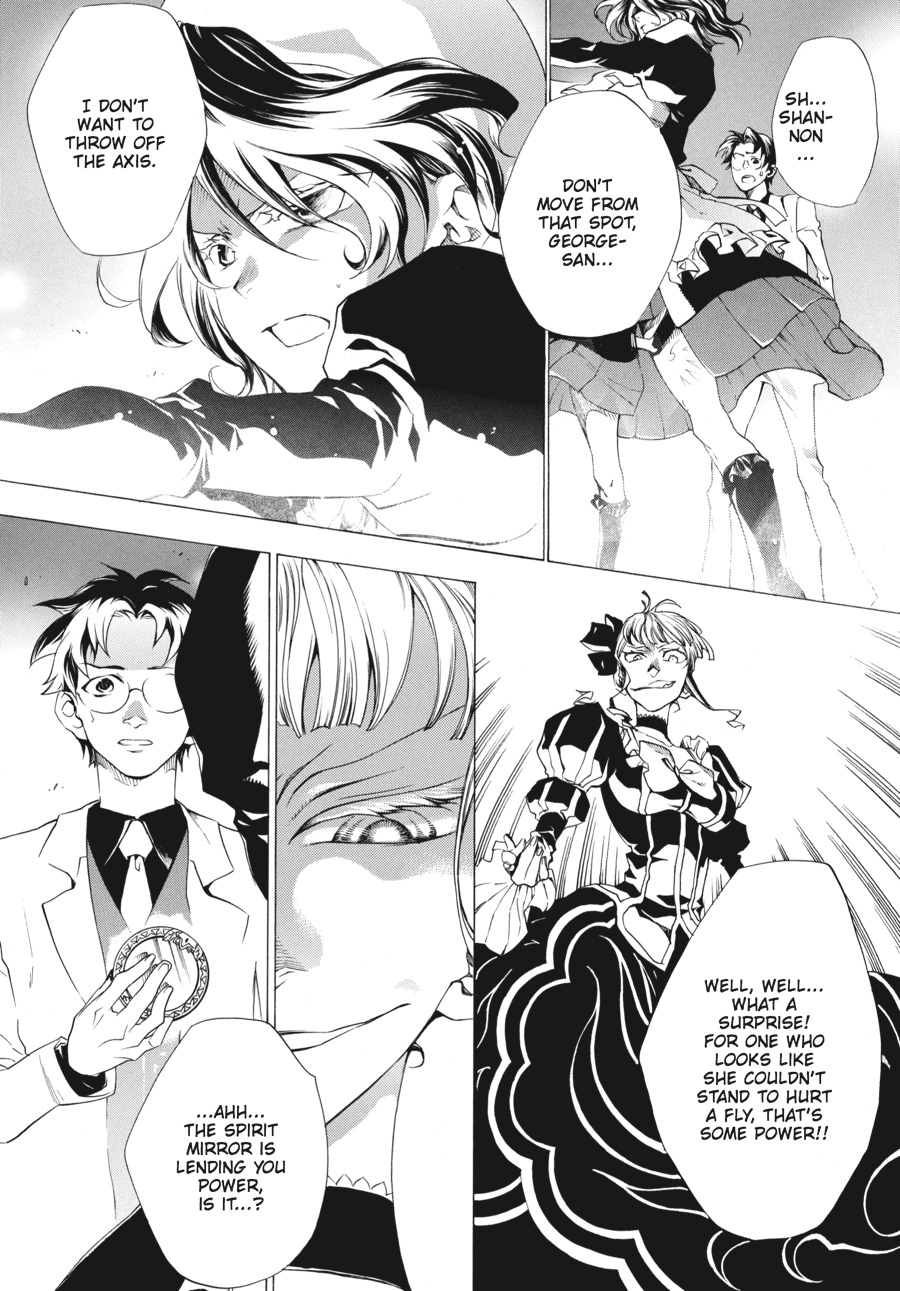 SH...
SHAN-
NON
...
DON'T
MOVE FROM
THAT SPOT,
GEORGE-
SAN...
I DON'T
WANT TO
THROW OFF
THE AXIS.
WELL, WELL...
WHAT A
SURPRISE!
FOR ONE WHO
LOOKS LIKE
SHE COULDN'T
STAND TO HURT
A FLY, THAT'S
SOME POWER!!
...AHH...
THE SPIRIT
MIRROR IS
LENDING YOU
POWER,
IS IT...?